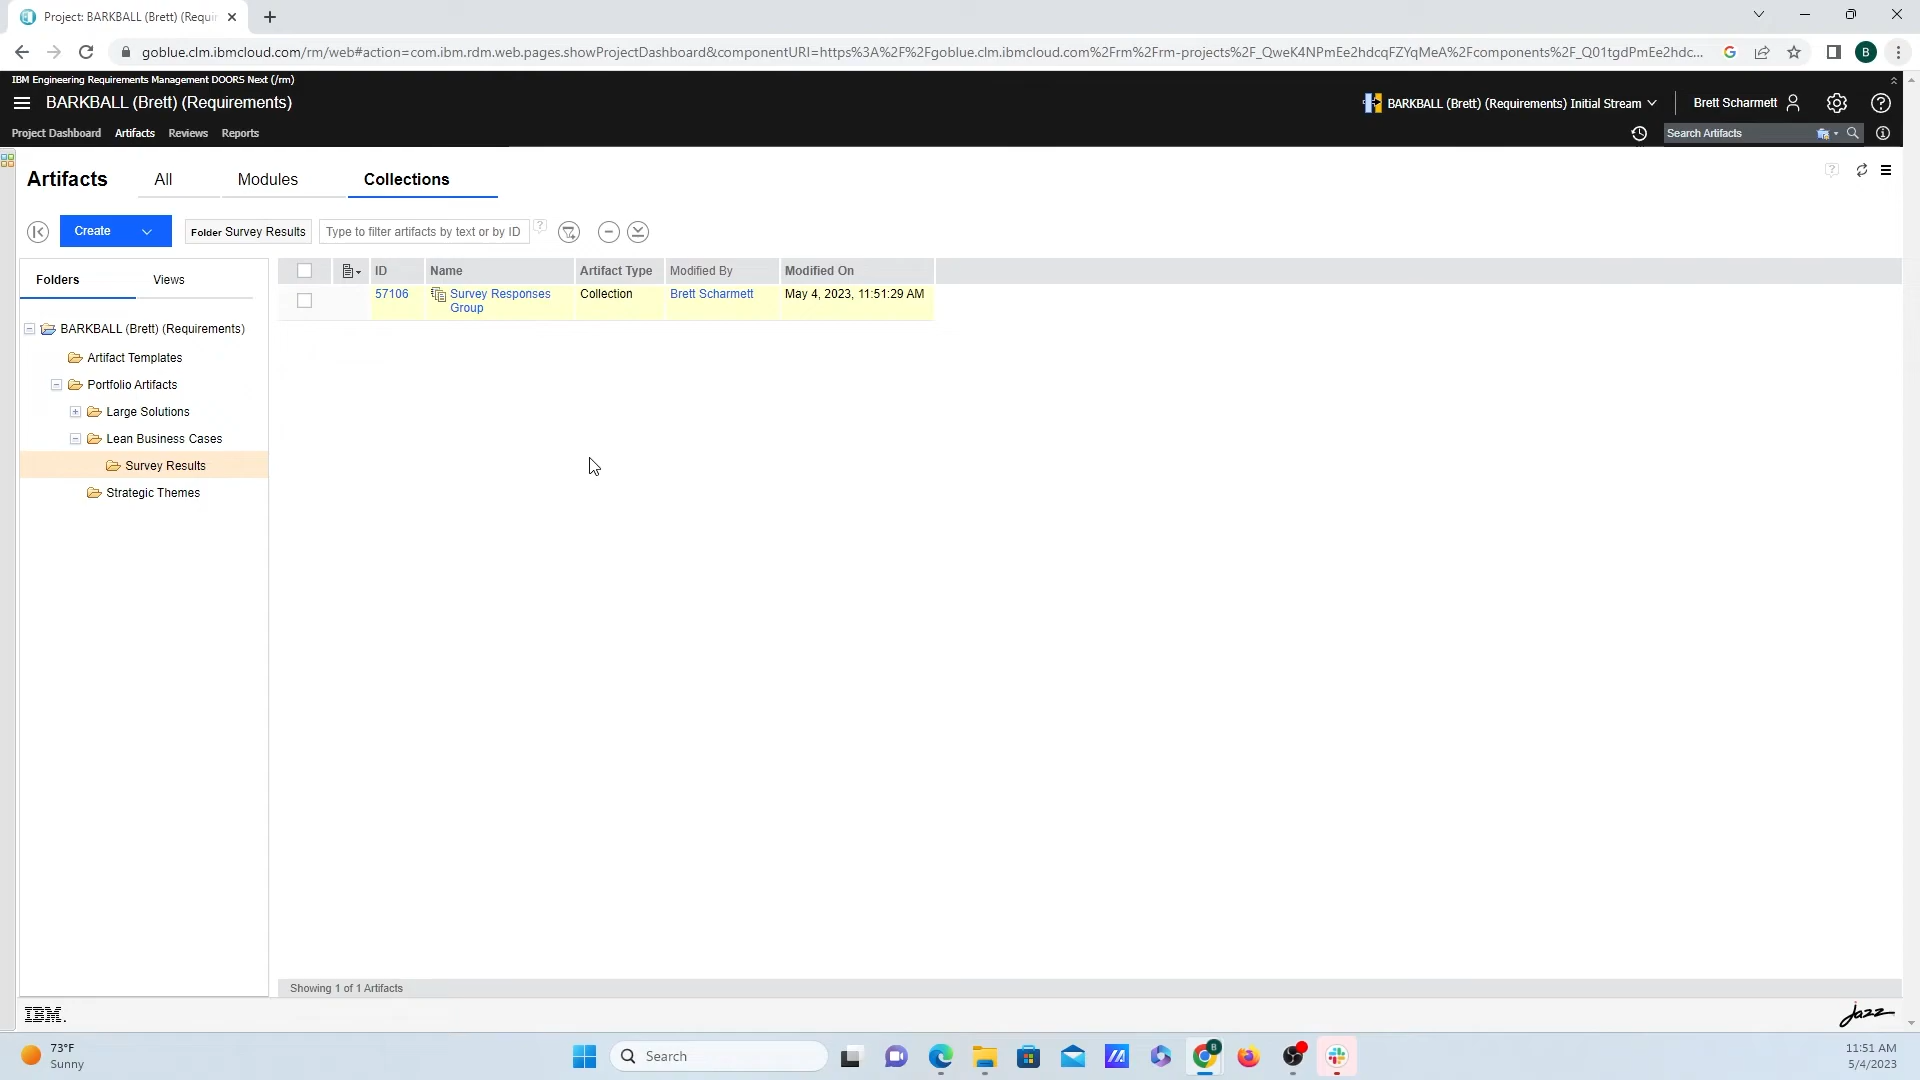 Project: BARKBALL (Brett) (Requir
goblue.clm.ibmcloud.com/rm/web#action=com.ibm.rdm.web.pages.showProjectDashboard&componentURI=https%3A%2F%2Fgoblue.clm.ibmcloud.com%2Frm%2Frm-projects%2F_QweK4NPmEe2hdcqFZYqMeA%2Fcomponents%2F_Q01tgdPmEe2hdc...
B
IBM Engineering Requirements Management DOORS Next (/rm)
BARKBALL (Brett) (Requirements)
BARKBALL (Brett) (Requirements) Initial Stream
Brett Scharmett
Project Dashboard Artifacts Reviews Reports
Search Artifacts
Artifacts All Modules Collections
Create
Folder Survey Results
Type to filter artifacts by text or by ID
Folders Views
ID Name Artifact Type Modified By Modified On
57106 Survey Responses Collection Brett Scharmett May 4, 2023, 11:51:29 AM
Group
BARKBALL (Brett) (Requirements)
Artifact Templates
Portfolio Artifacts
Large Solutions
Lean Business Cases
Survey Results
Strategic Themes
Showing 1 of 1 Artifacts
IBM.
Jazz
73°F
Sunny
Search
B
11:51 AM
5/4/2023